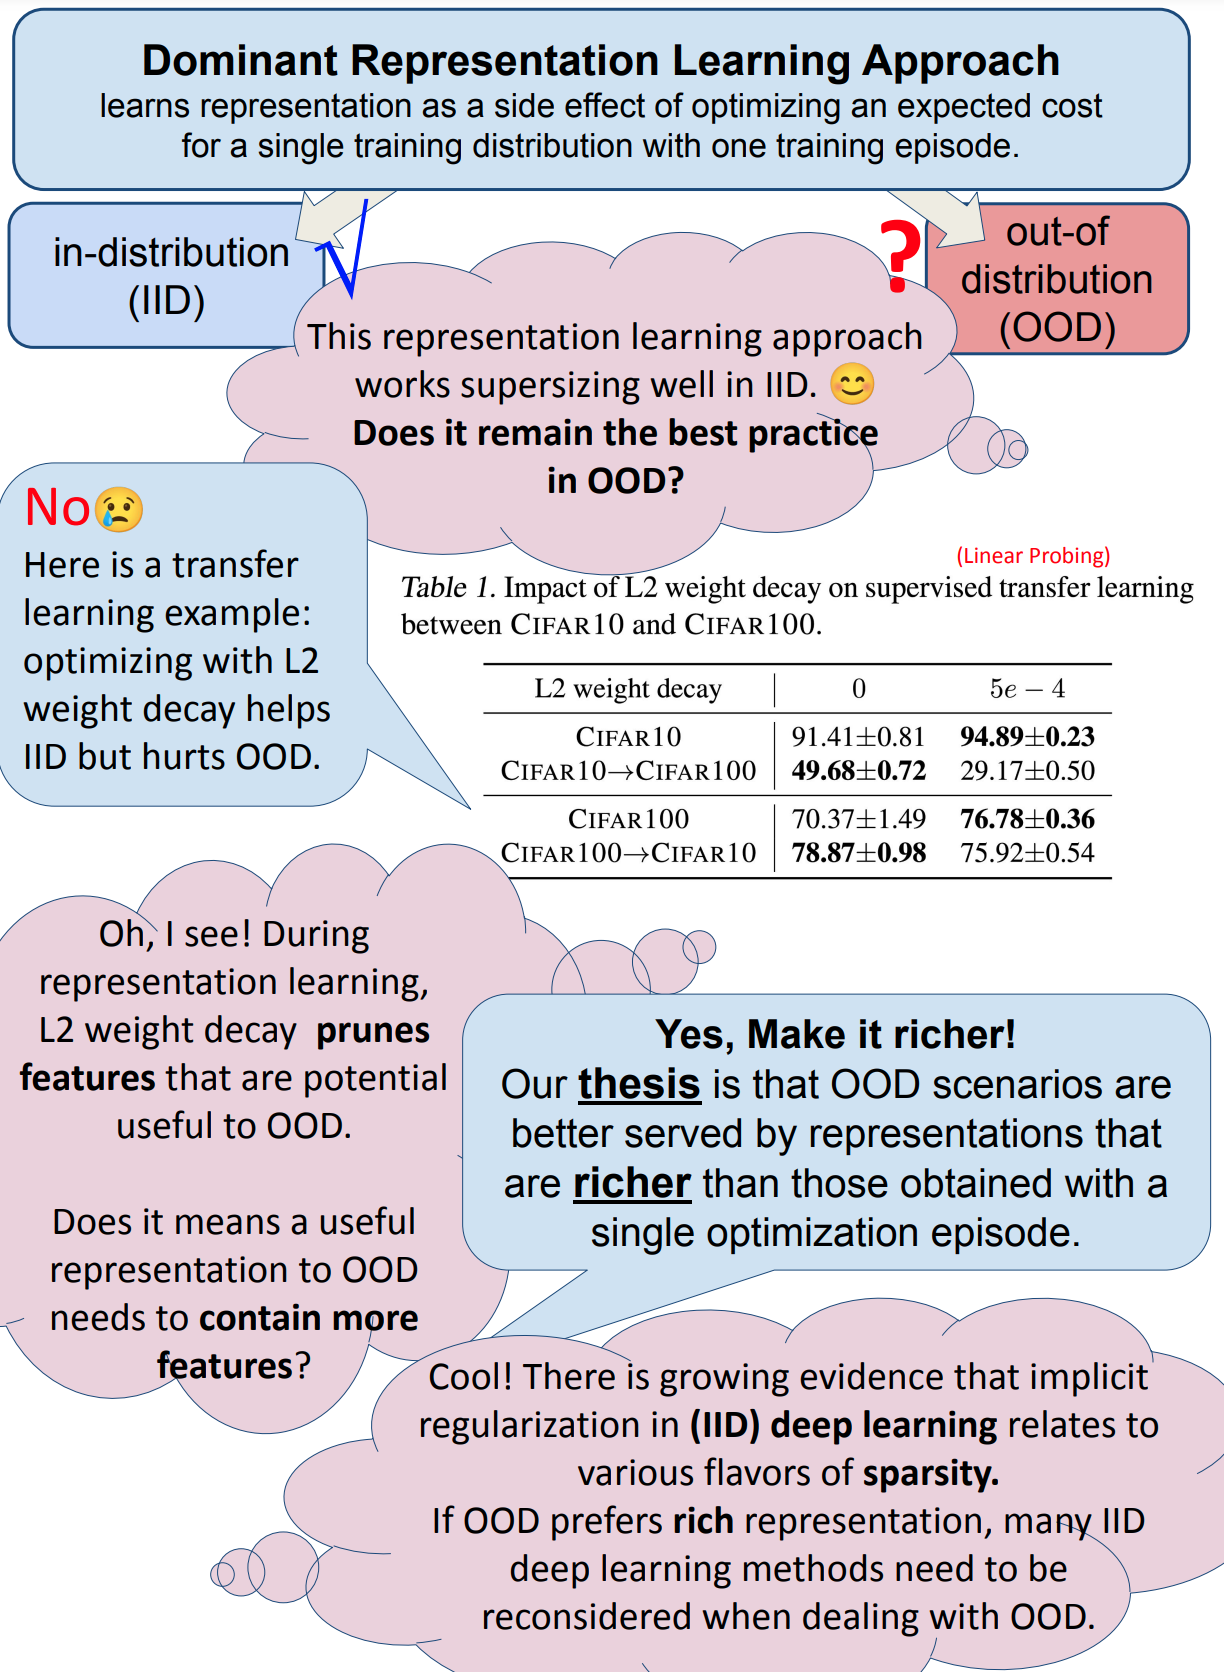 Dominant Representation Learning Approach
learns representation as a side effect of optimizing an expected cost
for a single training distribution with one training episode.
in-distribution
(IID)
√
?
out-of
distribution
(OOD)
This representation learning approach
works supersizing well in IID. 😊
Does it remain the best practice
in OOD?
No😢
Here is a transfer
learning example:
optimizing with L2
weight decay helps
IID but hurts OOD.
(Linear Probing)
Table 1. Impact of L2 weight decay on supervised transfer learning
between CIFAR10 and CIFAR100.
L2 weight decay 0 5e − 4
CIFAR10 91.41±0.81 94.89±0.23
CIFAR10→CIFAR100 49.68±0.72 29.17±0.50
CIFAR100 70.37±1.49 76.78±0.36
CIFAR100→CIFAR10 78.87±0.98 75.92±0.54
Oh, I see! During
representation learning,
L2 weight decay prunes
features that are potential
useful to OOD.
Does it means a useful
representation to OOD
needs to contain more
features?
Yes, Make it richer!
Our thesis is that OOD scenarios are
better served by representations that
are richer than those obtained with a
single optimization episode.
Cool! There is growing evidence that implicit
regularization in (IID) deep learning relates to
various flavors of sparsity.
If OOD prefers rich representation, many IID
deep learning methods need to be
reconsidered when dealing with OOD.